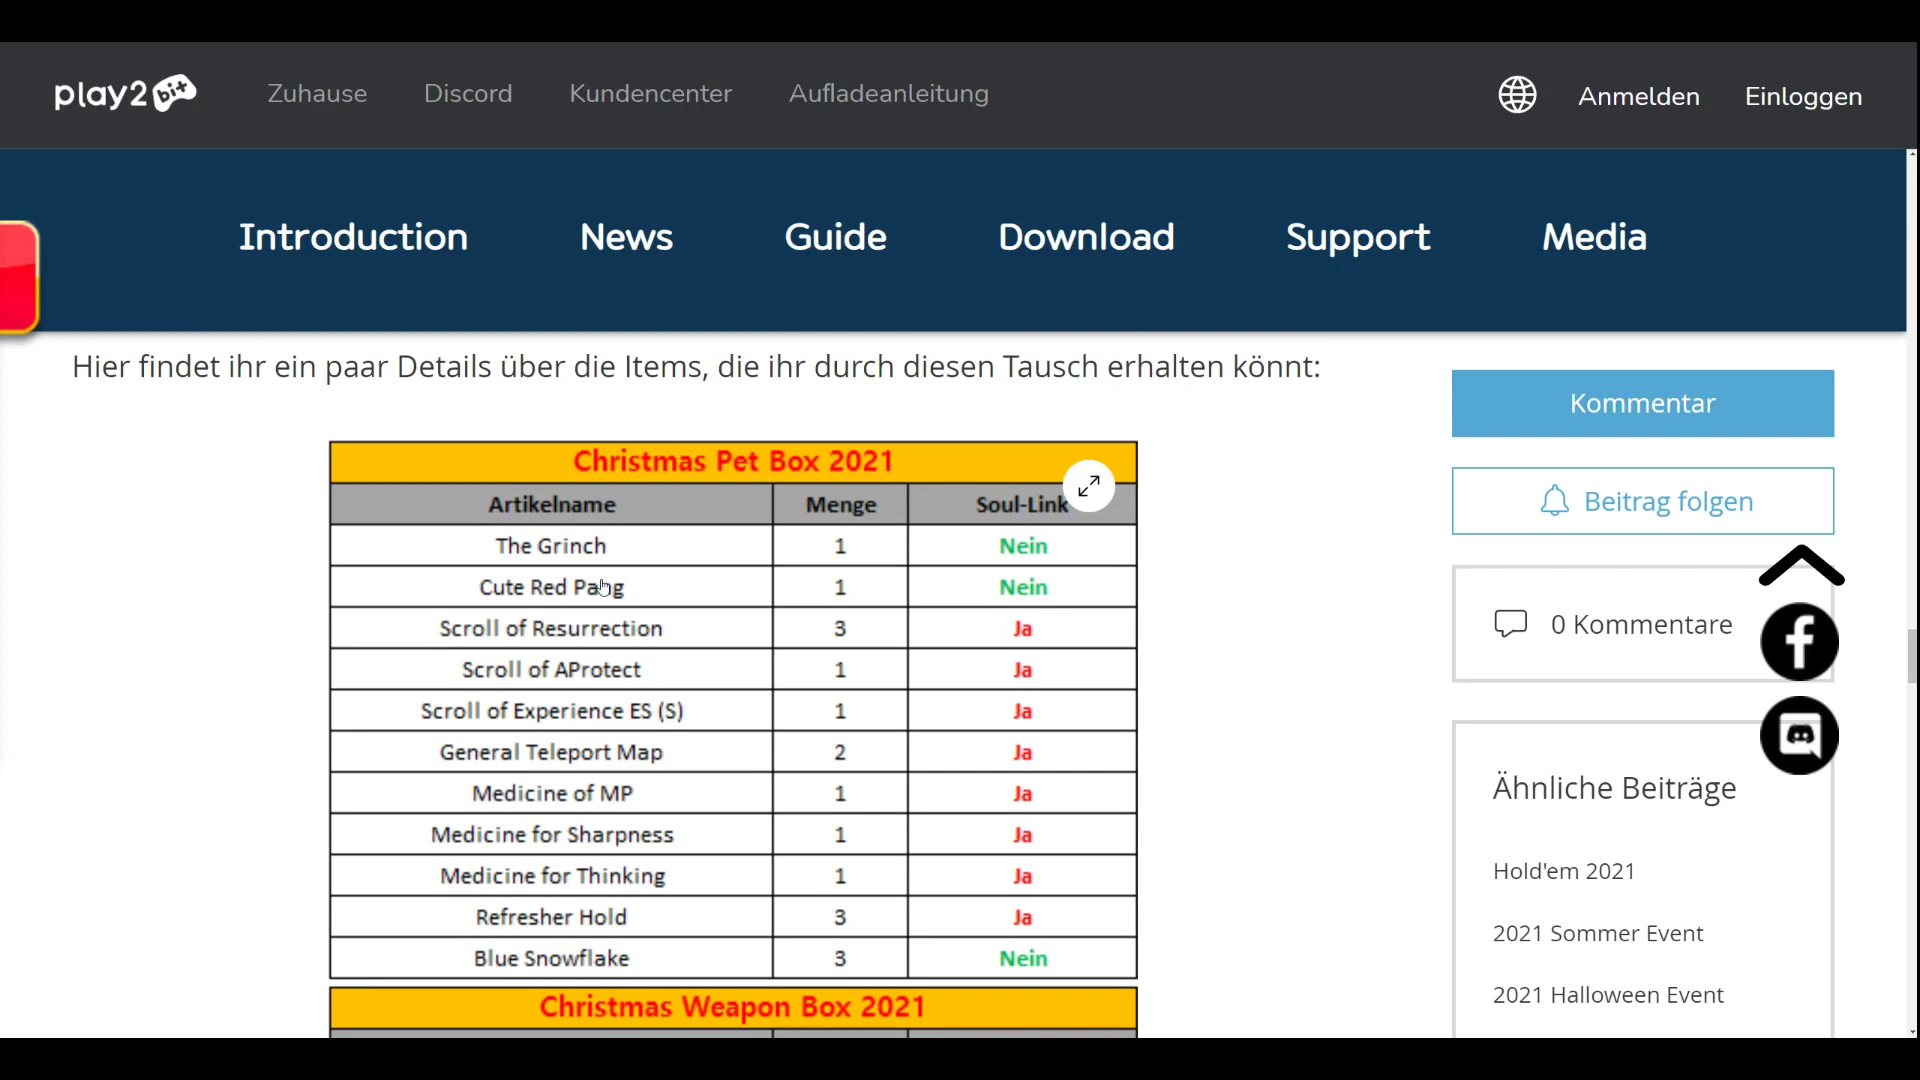 play2bit Zuhause Discord Kundencenter Aufladeanleitung Anmelden Einloggen
Introduction News Guide Download Support Media
Hier findet ihr ein paar Details über die Items, die ihr durch diesen Tausch erhalten könnt:
Christmas Pet Box 2021
Artikelname Menge Soul-Link
The Grinch 1 Nein
Cute Red Pang 1 Nein
Scroll of Resurrection 3 Ja
Scroll of AProtect 1 Ja
Scroll of Experience ES (S) 1 Ja
General Teleport Map 2 Ja
Medicine of MP 1 Ja
Medicine for Sharpness 1 Ja
Medicine for Thinking 1 Ja
Refresher Hold 3 Ja
Blue Snowflake 3 Nein
Christmas Weapon Box 2021
Kommentar
Beitrag folgen
0 Kommentare
Ähnliche Beiträge
Hold'em 2021
2021 Sommer Event
2021 Halloween Event